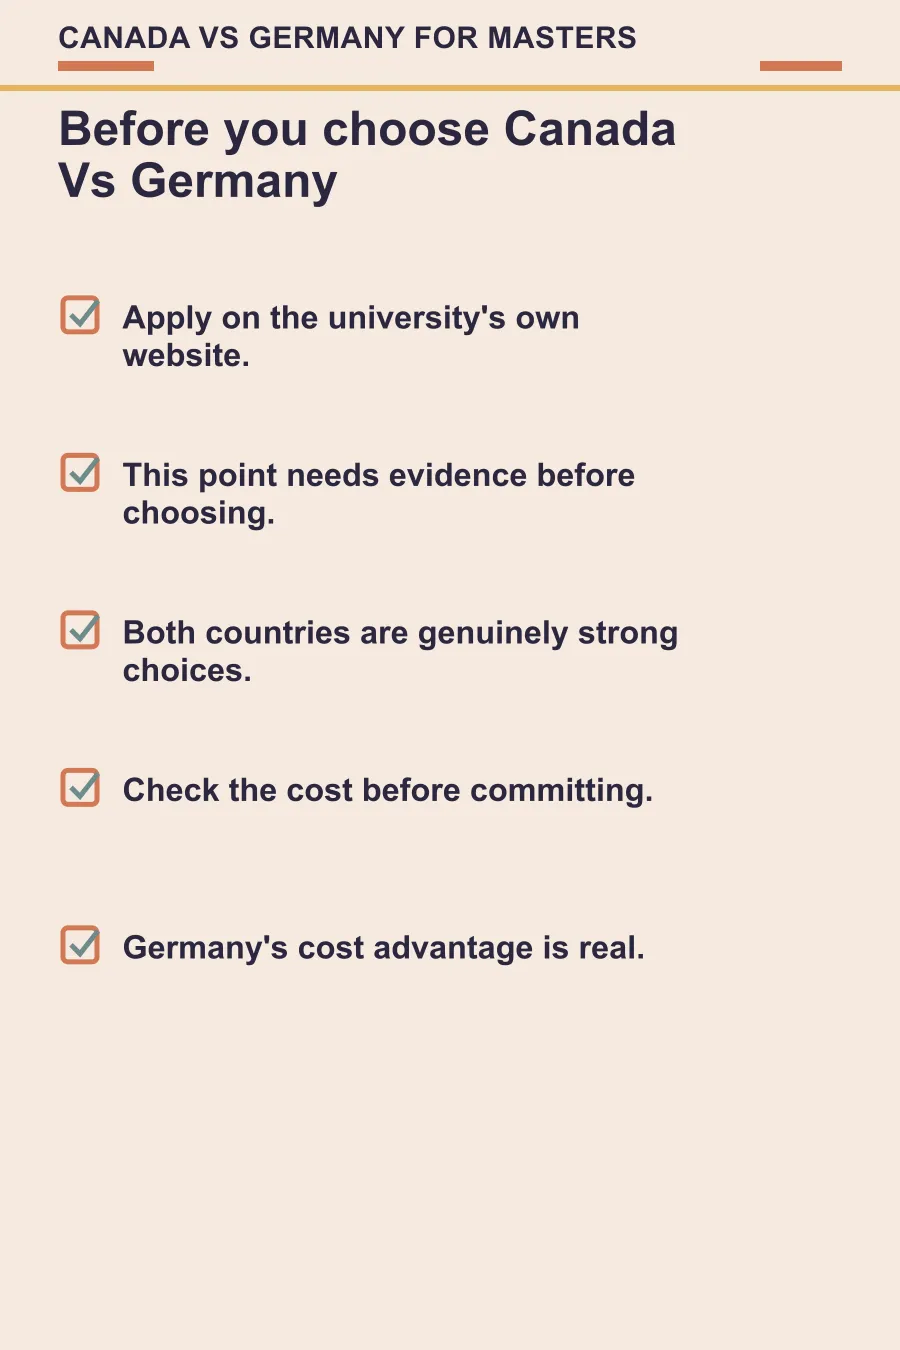 CANADA VS GERMANY FOR MASTERS
Before you choose Canada
Vs Germany
Apply on the university's own
website.
This point needs evidence before
choosing.
Both countries are genuinely strong
choices.
Check the cost before committing.
Germany's cost advantage is real.